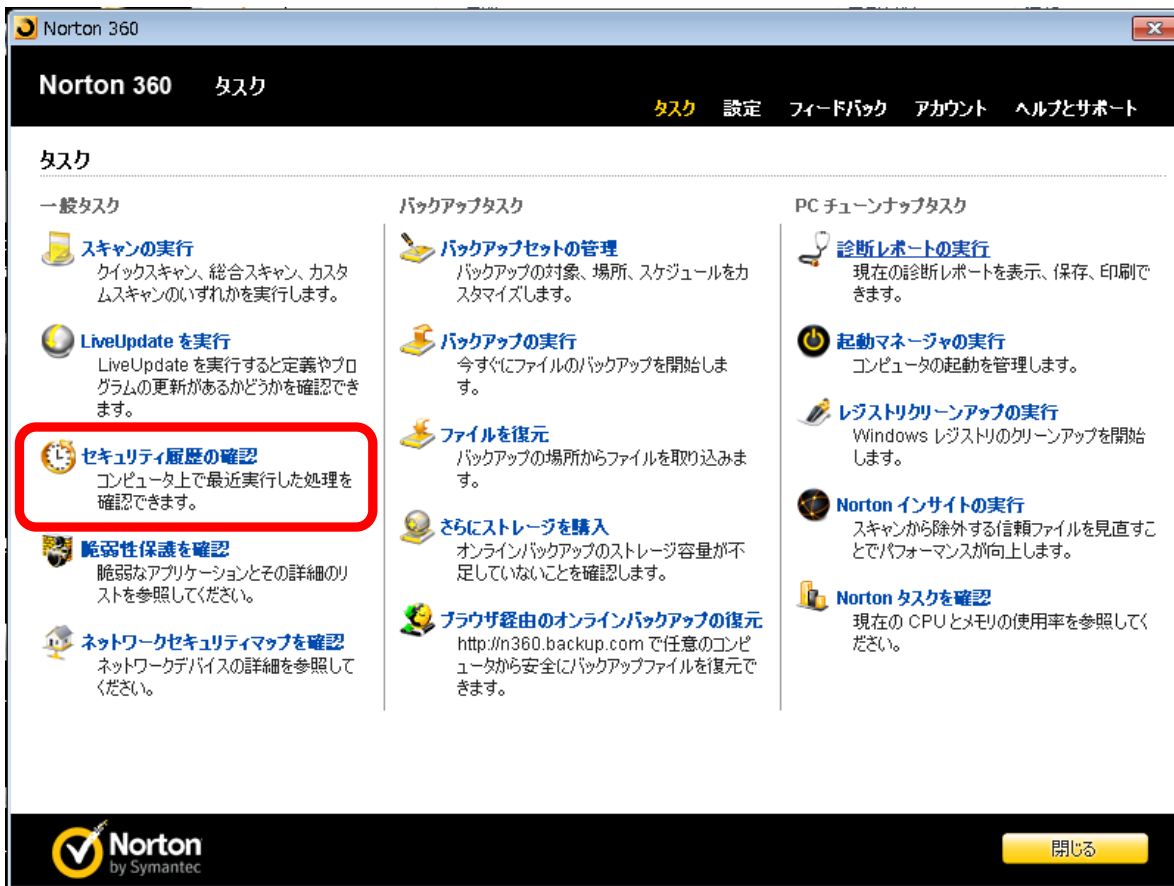 Norton 360
Norton 360 タスク
タスク 設定 フィードバック アカウント ヘルプとサポート
タスク
一般タスク
スキャンの実行
クイックスキャン、総合スキャン、カスタ
ムスキャンのいずれかを実行します。
LiveUpdate を実行
LiveUpdate を実行すると定義やプロ
グラムの更新があるかどうかを確認でき
ます。
セキュリティ履歴の確認
コンピュータ上で最近実行した処理を
確認できます。
脆弱性保護を確認
脆弱なアプリケーションとその詳細のリ
ストを参照してください。
ネットワークセキュリティマップを確認
ネットワークデバイスの詳細を参照して
ください。
バックアップタスク
バックアップセットの管理
バックアップの対象、場所、スケジュールをカ
スタマイズします。
バックアップの実行
今すぐにファイルのバックアップを開始しま
す。
ファイルを復元
バックアップの場所からファイルを取り込みま
す。
さらにストレージを購入
オンラインバックアップのストレージ容量が不
足していないことを確認します。
ブラウザ経由のオンラインバックアップの復元
http://n360.backup.com で任意のコンピ
ュータから安全にバックアップファイルを復元で
きます。
PC チューンナップタスク
診断レポートの実行
現在の診断レポートを表示、保存、印刷で
きます。
起動マネージャの実行
コンピュータの起動を管理します。
レジストリクリーンアップの実行
Windows レジストリのクリーンアップを開始
します。
Norton インサイトの実行
スキャンから除外する信頼ファイルを見直すこ
とでパフォーマンスが向上します。
Norton タスクを確認
現在の CPU とメモリの使用率を参照してく
ださい。
Norton
by Symantec
閉じる